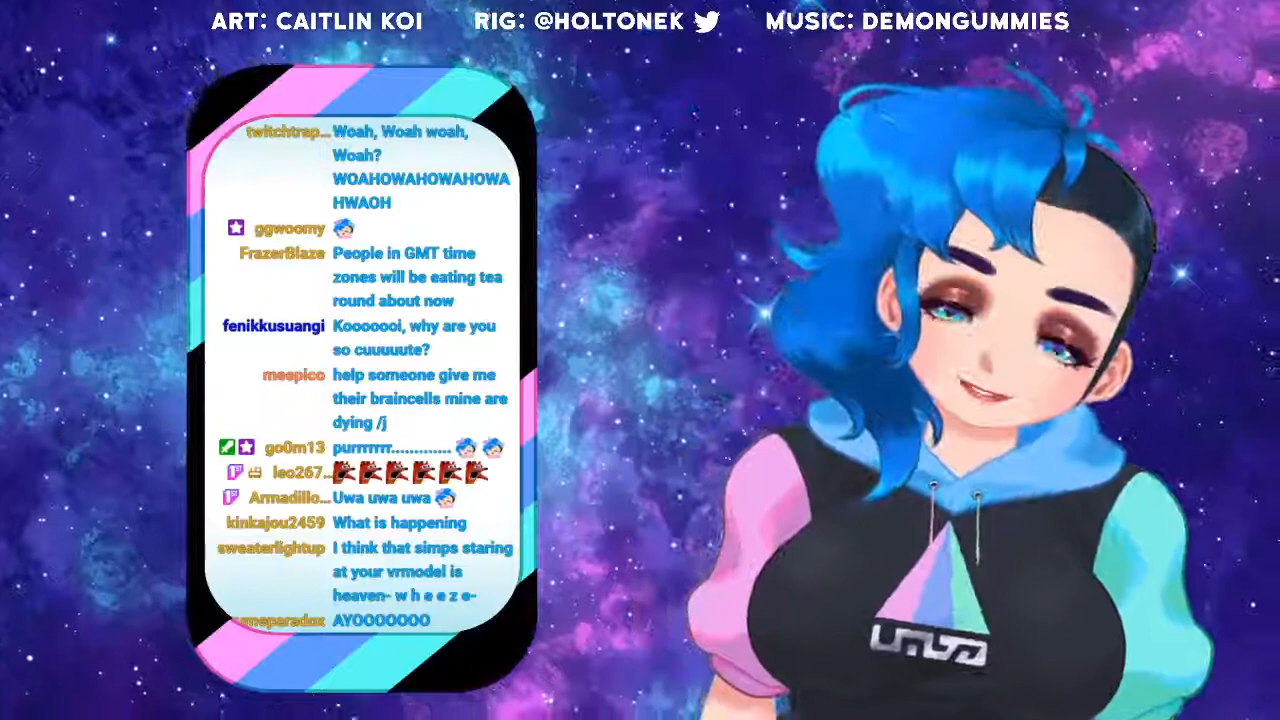 ART: CAITLIN KOI RIG: @HOLTONEK MUSIC: DEMONGUMMIES
twitchtrap... Woah, Woah woah,
Woah?
WOAHOWAHOWAHOWA
HWAOH
ggwoomy
FrazerBlaze People in GMT time
zones will be eating tea
round about now
fenikkusuangi Kooooooi, why are you
so cuuuuute?
meepico help someone give me
their braincells mine are
dying /j
go0m13 purrrrrrr.............
leo267...
Armadillo... Uwa uwa uwa
kinkajou2459 What is happening
sweaterlightup I think that simps staring
at your vrmodel is
heaven- w h e e z e-
AYOOOOOOO